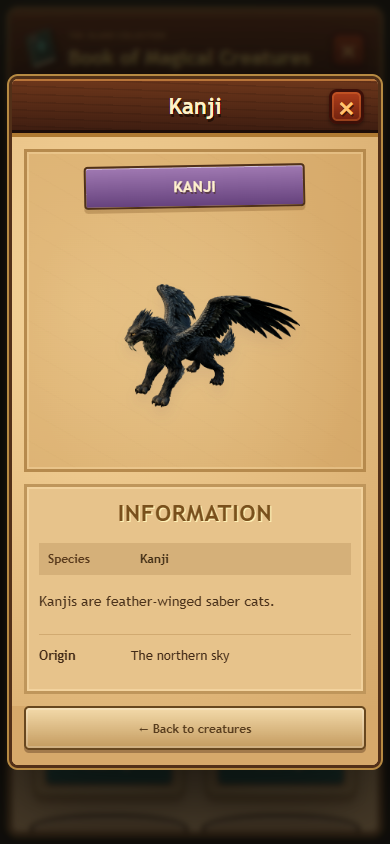 Book of Magical Creatures
Kanji
KANJI
INFORMATION
Species Kanji
Kanjis are feather-winged saber cats.
Origin The northern sky
← Back to creatures